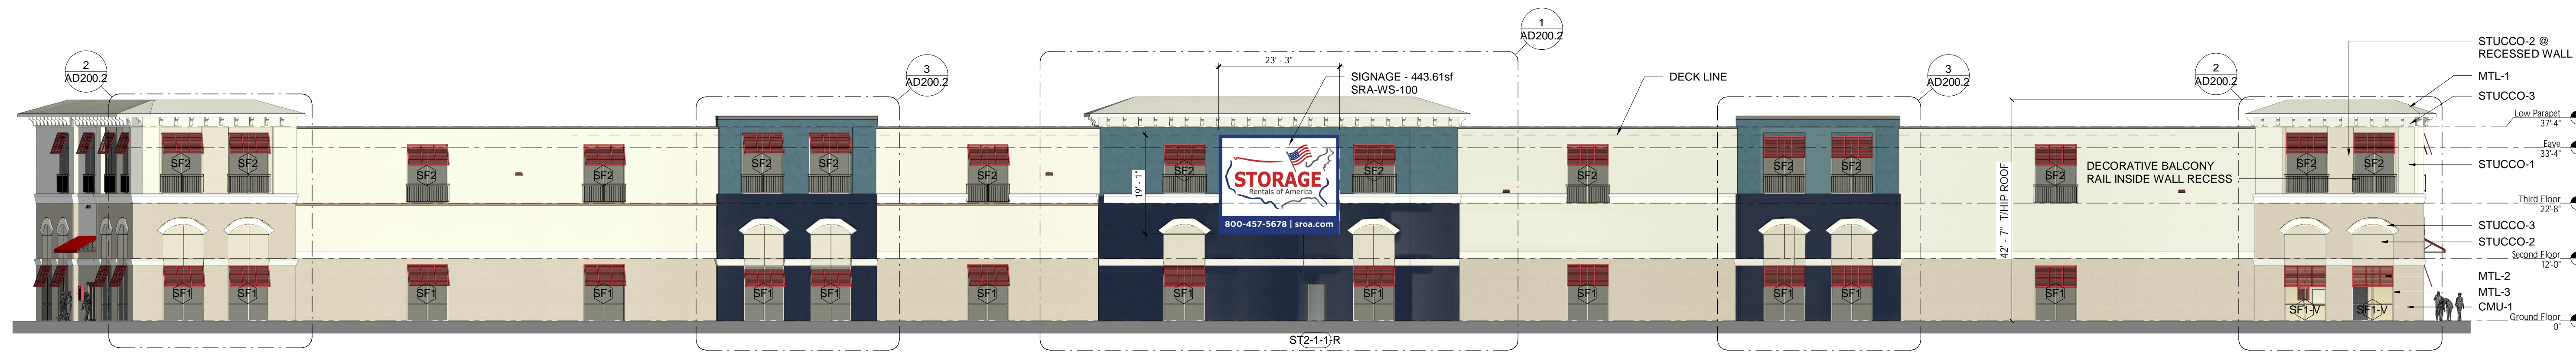 1
AD200.2
2
AD200.2
3
AD200.2
3
AD200.2
2
AD200.2
23' - 3"
SIGNAGE - 443.61sf
SRA-WS-100
DECK LINE
STUCCO-2 @
RECESSED WALL
MTL-1
STUCCO-3
Low Parapet
37'-4"
Eave
33'-4"
STUCCO-1
DECORATIVE BALCONY
RAIL INSIDE WALL RECESS
Third Floor
22'-8"
STUCCO-3
STUCCO-2
Second Floor
12'-0"
MTL-2
MTL-3
CMU-1
Ground Floor
0"
42' - 7" T/HIP ROOF
19' - 1"
STORAGE
Rentals of America
800-457-5678 | sroa.com
SF2 SF2 SF2 SF2 SF2 SF2 SF2 SF2 SF2 SF2 SF2 SF2 SF2 SF2 SF2
SF1 SF1 SF1 SF1 SF1 SF1 SF1 SF1 SF1 SF1 SF1 SF1 SF1 SF1-V SF1-V
ST2-1-1-R